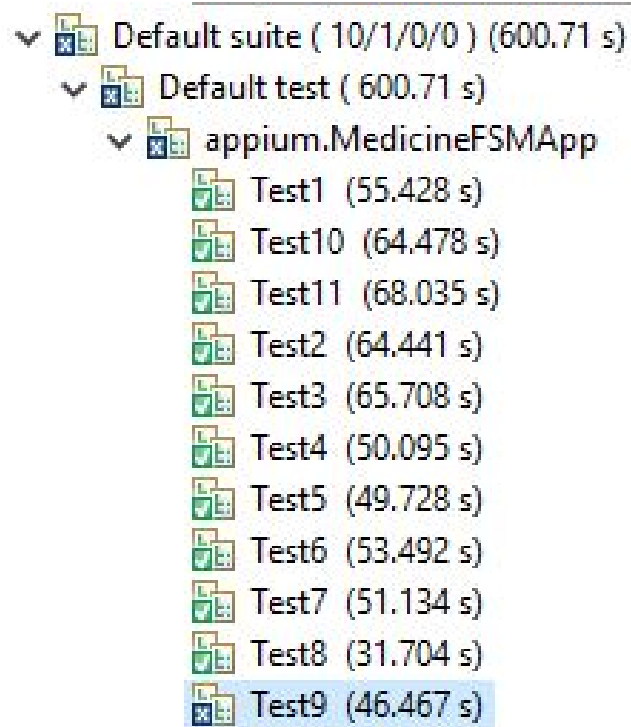 Default suite ( 10/1/0/0 ) (600.71 s)
Default test ( 600.71 s)
appium.MedicineFSMApp
Test1 (55.428 s)
Test10 (64.478 s)
Test11 (68.035 s)
Test2 (64.441 s)
Test3 (65.708 s)
Test4 (50.095 s)
Test5 (49.728 s)
Test6 (53.492 s)
Test7 (51.134 s)
Test8 (31.704 s)
Test9 (46.467 s)